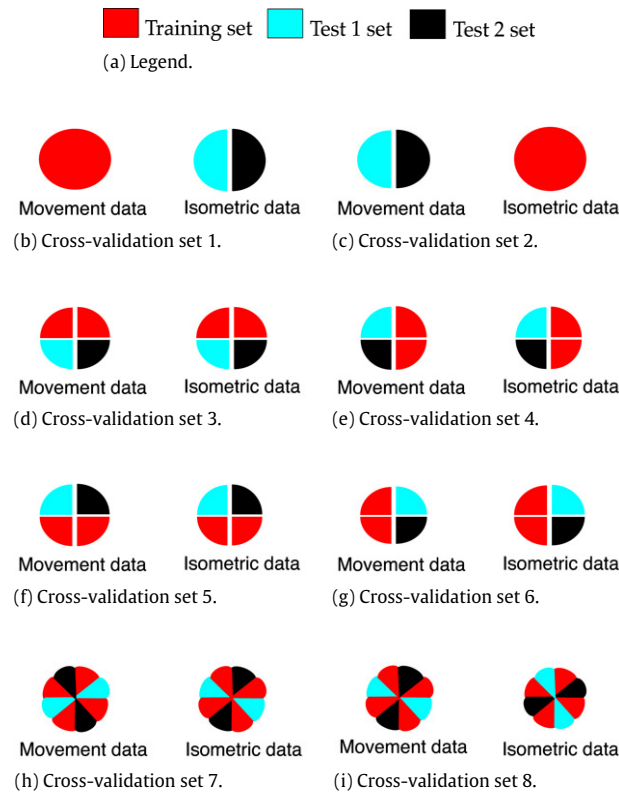 Training set Test 1 set Test 2 set
(a) Legend.
Movement data Isometric data Movement data Isometric data
(b) Cross-validation set 1. (c) Cross-validation set 2.
Movement data Isometric data Movement data Isometric data
(d) Cross-validation set 3. (e) Cross-validation set 4.
Movement data Isometric data Movement data Isometric data
(f) Cross-validation set 5. (g) Cross-validation set 6.
Movement data Isometric data Movement data Isometric data
(h) Cross-validation set 7. (i) Cross-validation set 8.